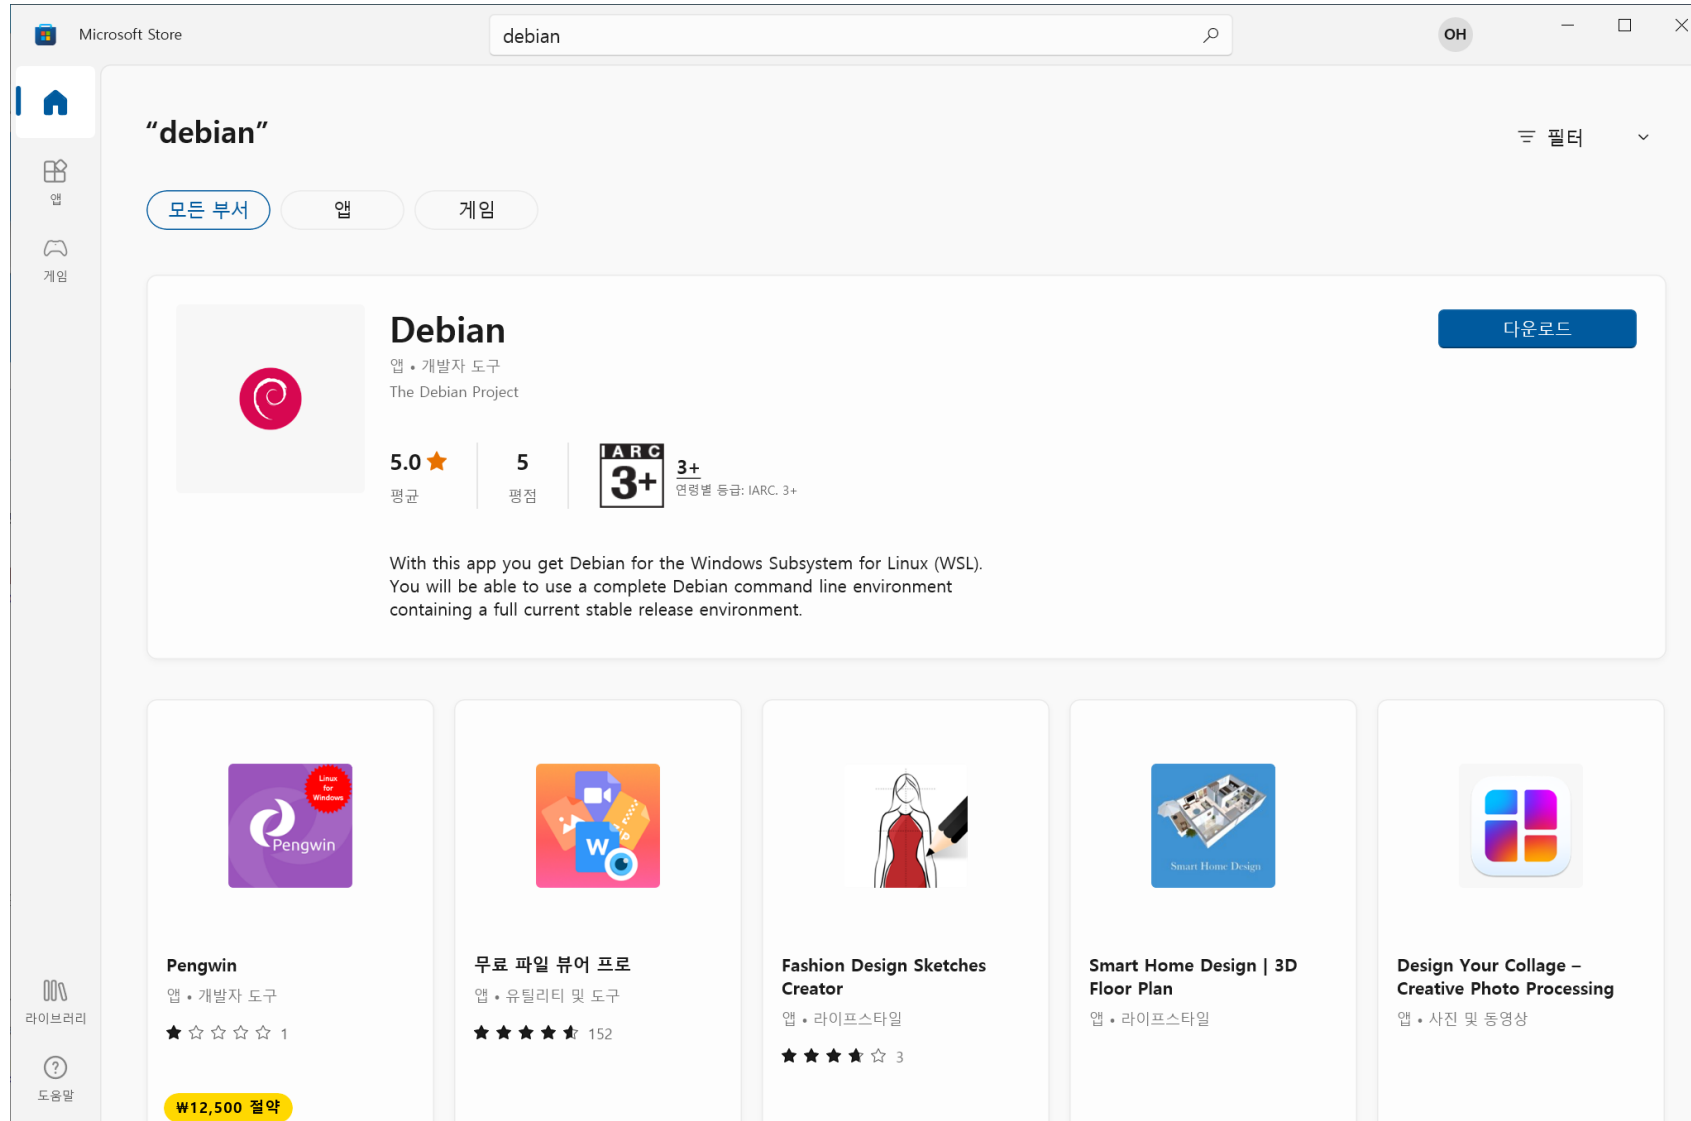 Microsoft Store
debian
OH
“debian”
필터
앱
게임
모든 부서
앱
게임
Debian
다운로드
앱 • 개발자 도구
The Debian Project
5.0
평균
5
평점
IARC
3+
3+
연령별 등급: IARC. 3+
With this app you get Debian for the Windows Subsystem for Linux (WSL).
You will be able to use a complete Debian command line environment
containing a full current stable release environment.
Linux
for
Windows
Pengwin
Pengwin
앱 • 개발자 도구
1
₩12,500 절약
W
ZIP
무료 파일 뷰어 프로
앱 • 유틸리티 및 도구
152
Fashion Design Sketches
Creator
앱 • 라이프스타일
3
Smart Home Design
Smart Home Design | 3D
Floor Plan
앱 • 라이프스타일
Design Your Collage –
Creative Photo Processing
앱 • 사진 및 동영상
라이브러리
도움말